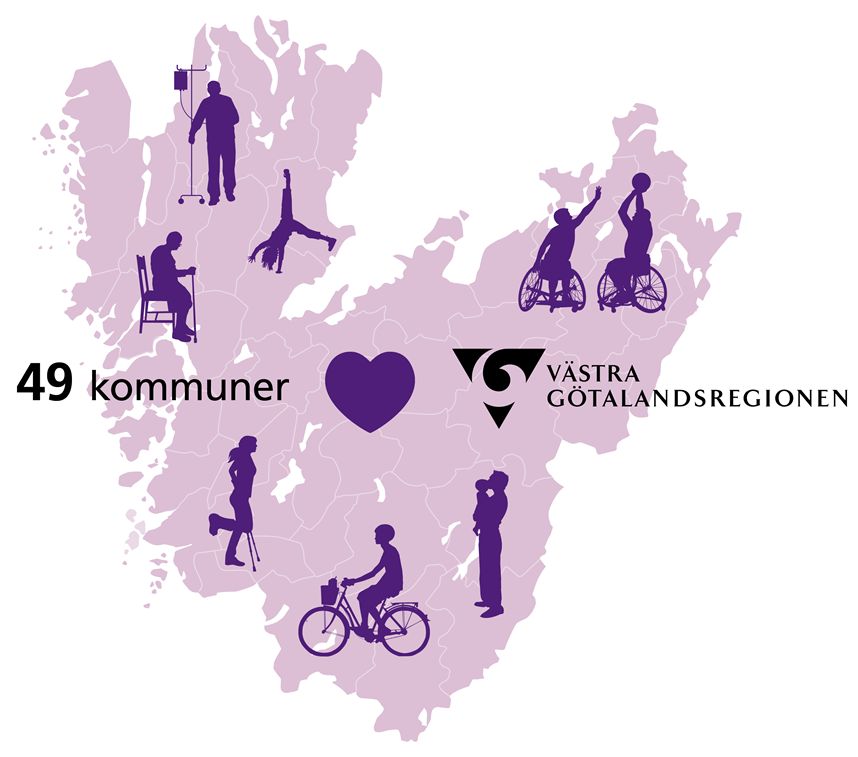 49 kommuner
VÄSTRA
GÖTALANDSREGIONEN